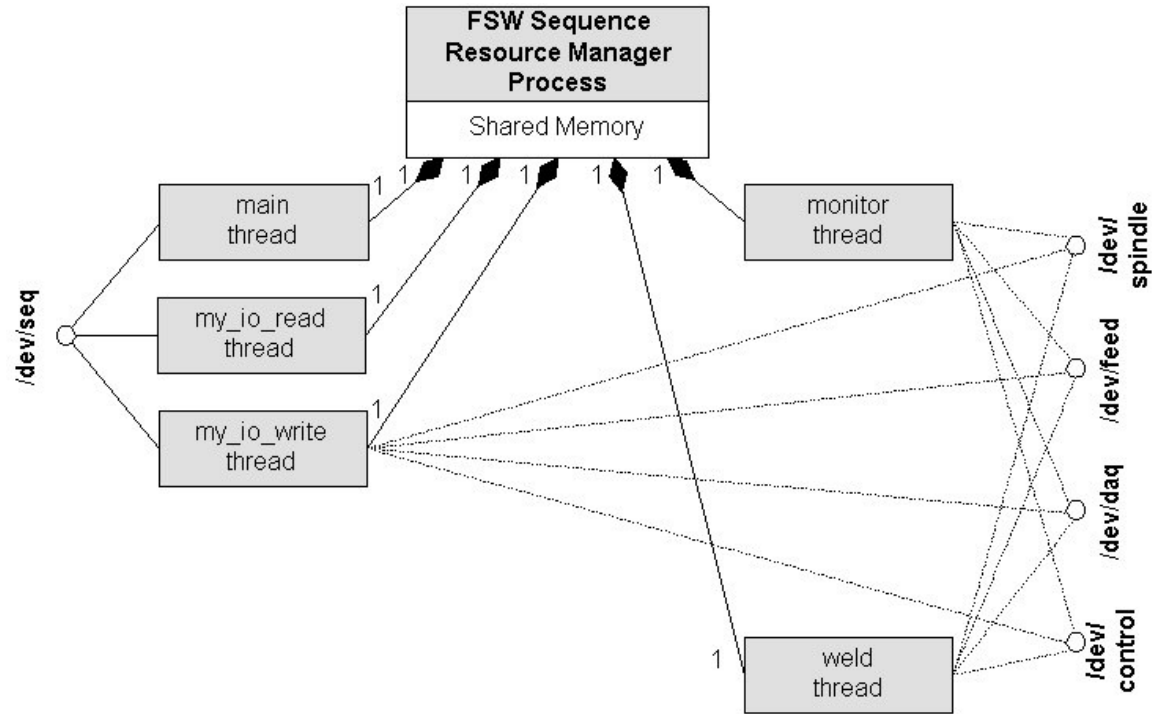 FSW Sequence
Resource Manager
Process
Shared Memory
1 1 1 1 1 1
main
thread
monitor
thread
/dev/
spindle
1
my_io_read
thread
/dev/seq
/dev/feed
1
my_io_write
thread
/dev/daq
/dev/
control
1
weld
thread